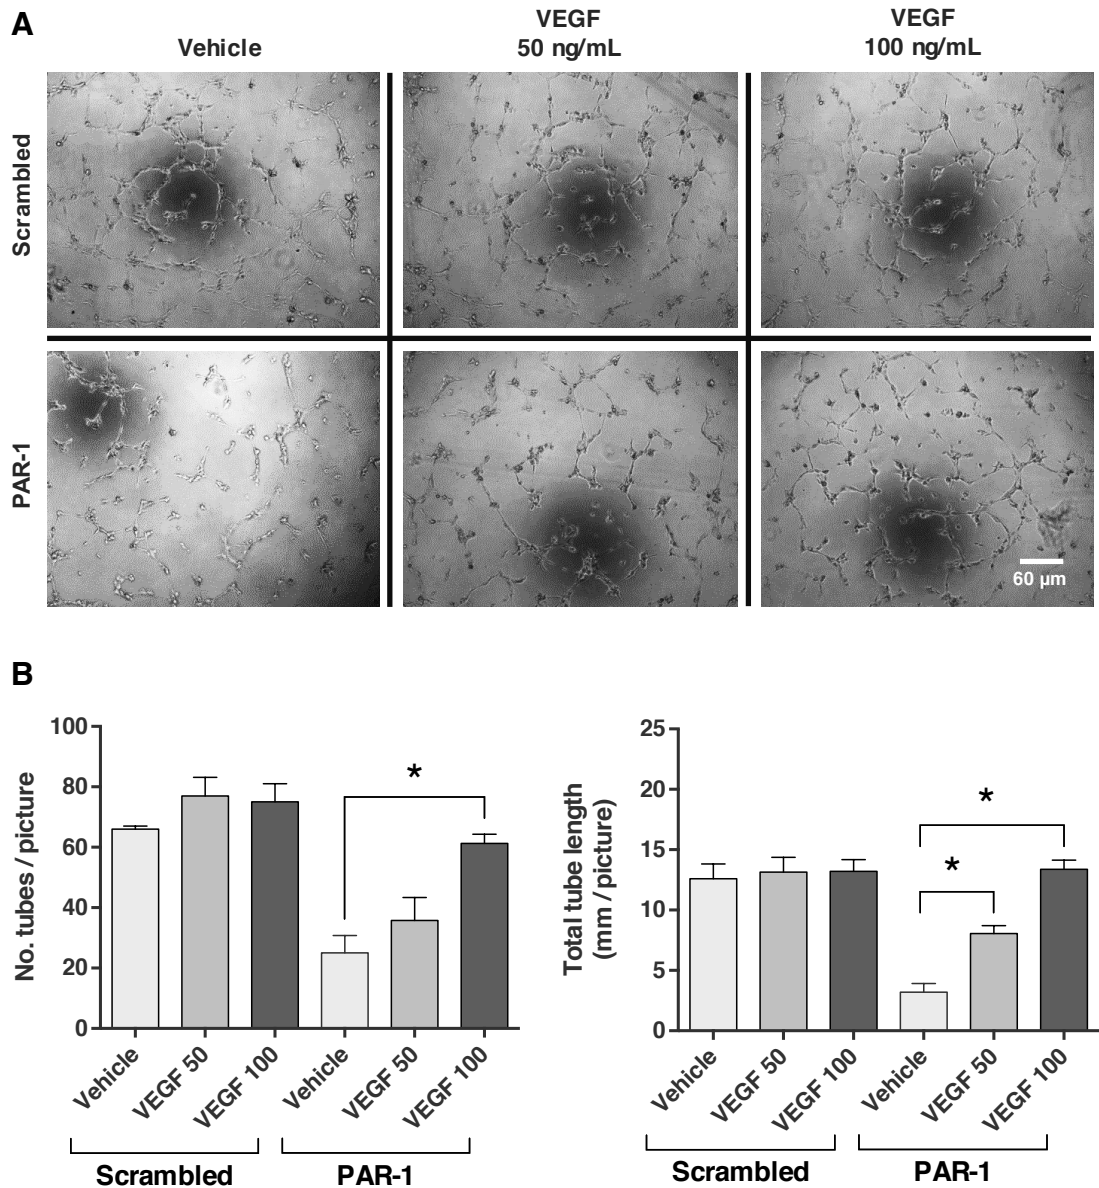 A
Vehicle
VEGF
50 ng/mL
VEGF
100 ng/mL
Scrambled
PAR-1
60 µm
B
No. tubes / picture
100
80
60
40
20
0
*
Vehicle
VEGF 50
VEGF 100
Vehicle
VEGF 50
VEGF 100
Scrambled
PAR-1
Total tube length
(mm / picture)
25
20
15
10
5
0
*
*
Vehicle
VEGF 50
VEGF 100
Vehicle
VEGF 50
VEGF 100
Scrambled
PAR-1